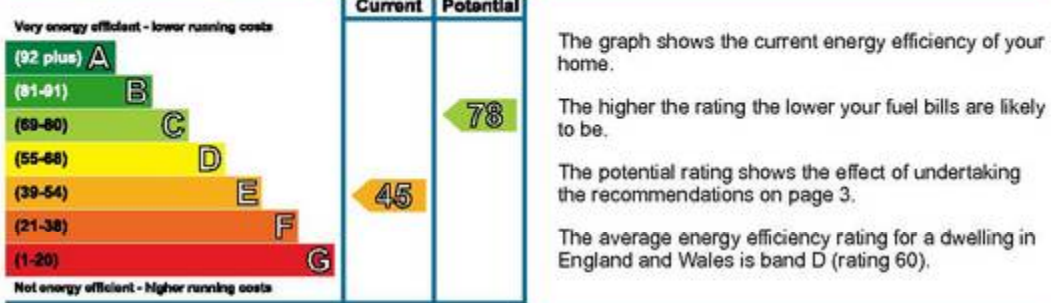 Current Potential
Very energy efficient - lower running costs
(92 plus) A
(81-91) B
(69-80) C
78
(55-68) D
(39-54) E
45
(21-38) F
(1-20) G
Not energy efficient - higher running costs
The graph shows the current energy efficiency of your
home.
The higher the rating the lower your fuel bills are likely
to be.
The potential rating shows the effect of undertaking
the recommendations on page 3.
The average energy efficiency rating for a dwelling in
England and Wales is band D (rating 60).